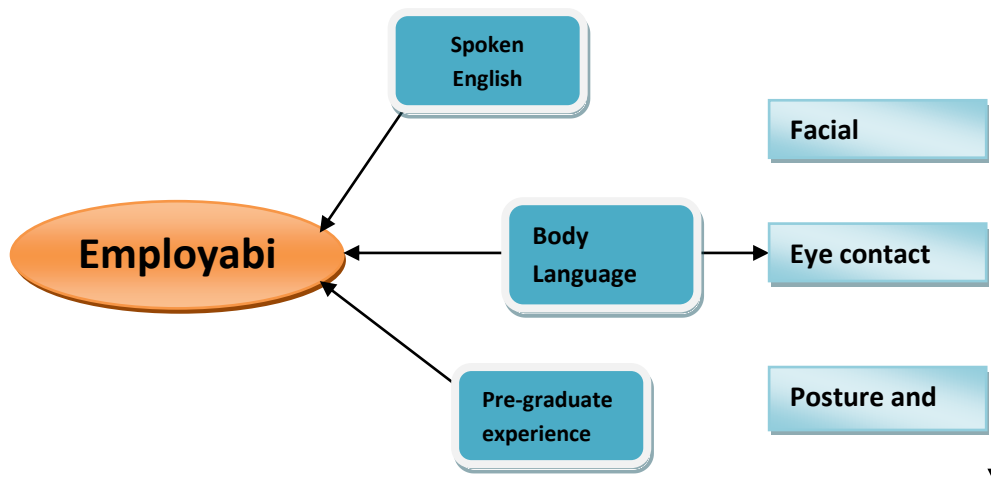 Spoken
English
Facial
Employabi
Body
Language
Eye contact
Pre-graduate
experience
Posture and